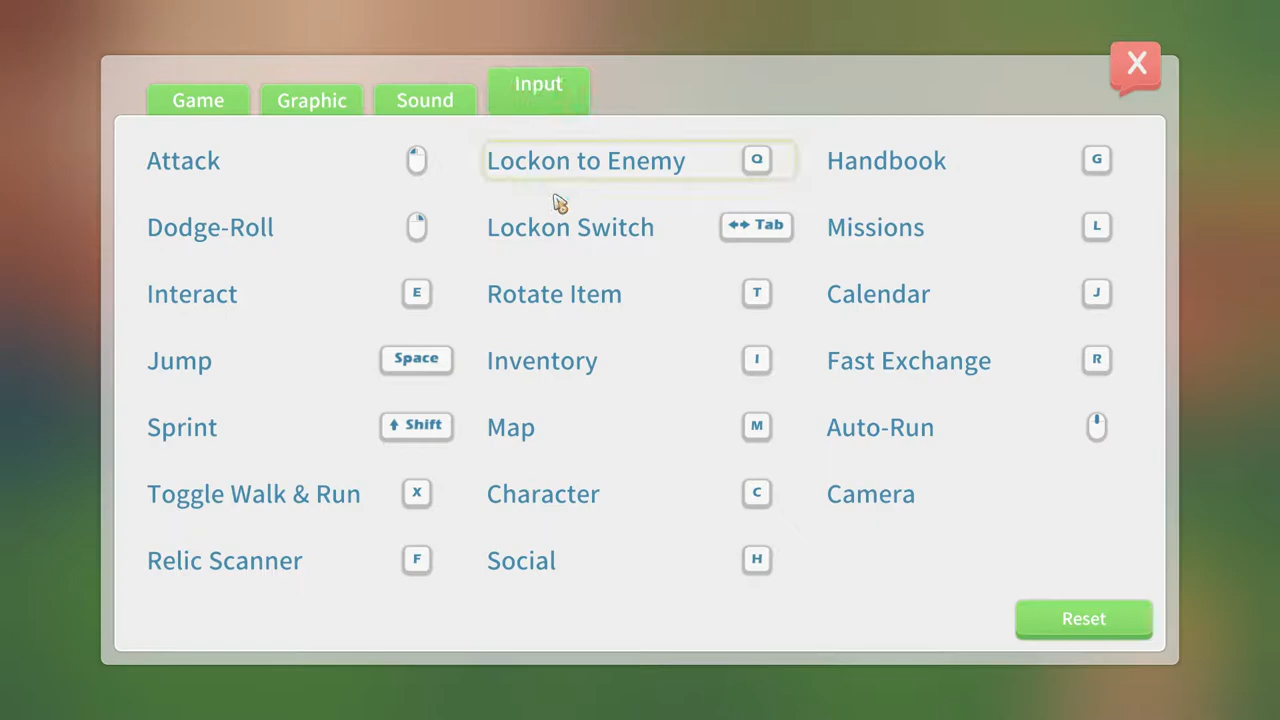 X
Game
Graphic
Sound
Input
Attack
Lockon to Enemy Q
Handbook G
Dodge-Roll
Lockon Switch Tab
Missions L
Interact E
Rotate Item T
Calendar J
Jump Space
Inventory I
Fast Exchange R
Sprint Shift
Map M
Auto-Run
Toggle Walk & Run X
Character C
Camera
Relic Scanner F
Social H
Reset